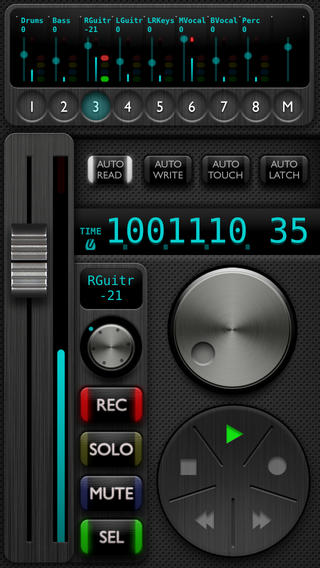 Drums Bass RGuitr LGuitr LRKeys MVocal BVocal Perc
0 0 -21 0 0 0 0 0
1 2 3 4 5 6 7 8 M
AUTO READ AUTO WRITE AUTO TOUCH AUTO LATCH
TIME 1001110 35
RGuitr
-21
REC
SOLO
MUTE
SEL